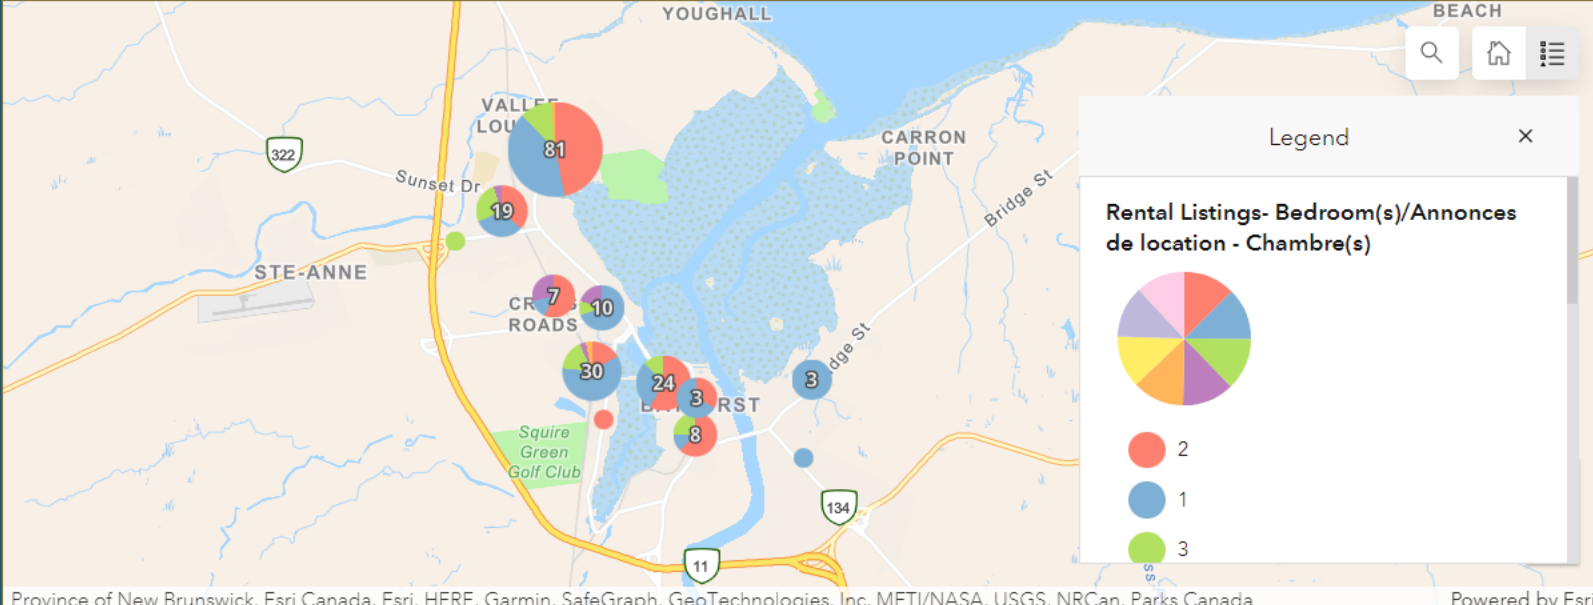 YOUGHALL
BEACH
VALLEE
LOU
81
CARRON
POINT
322
Sunset Dr
19
Bridge St
STE-ANNE
7
10
CR
S
ROADS
dge St
30
24
3
3
B
RST
8
Squire
Green
Golf Club
134
11
Legend
×
Rental Listings- Bedroom(s)/Annonces
de location - Chambre(s)
2
1
3
ss
Province of New Brunswick, Esri Canada, Esri, HERE, Garmin, SafeGraph, GeoTechnologies, Inc, METI/NASA, USGS, NRCan, Parks Canada
Powered by Esri